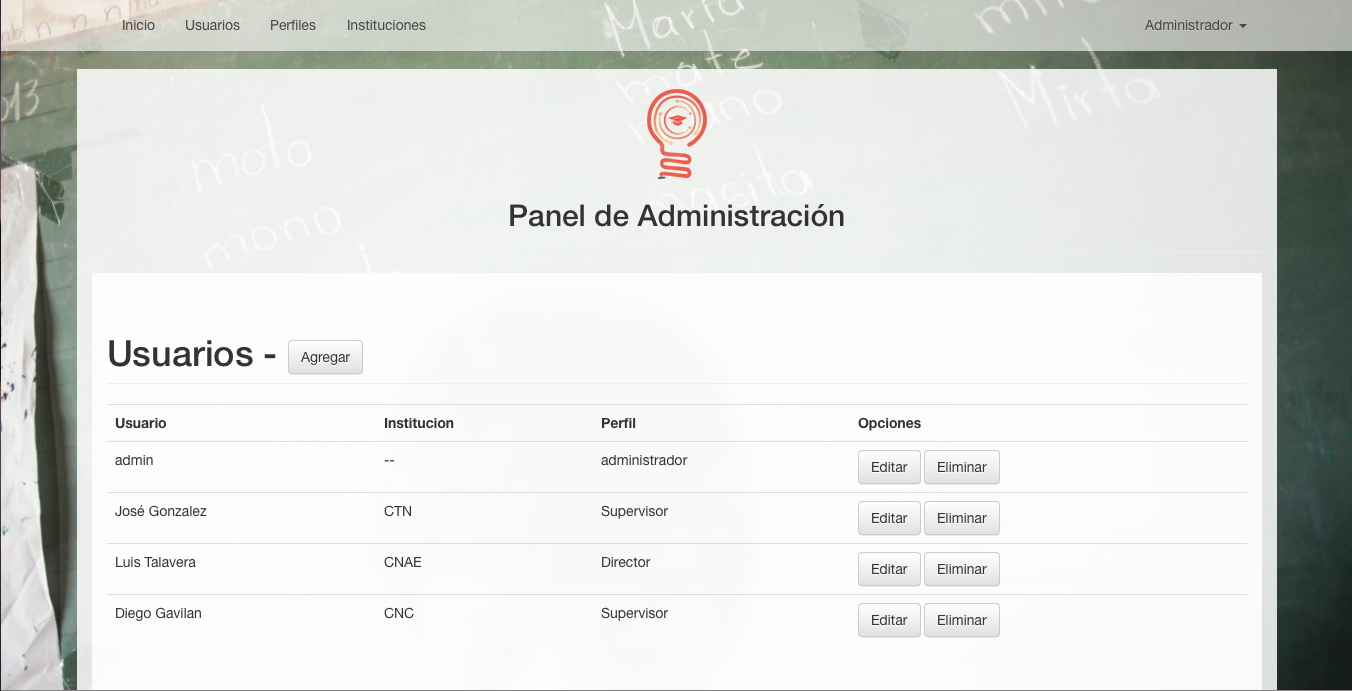 Inicio Usuarios Perfiles Instituciones Administrador
María
mate
mano
Mirta
moto
masita
mono
Panel de Administración
Usuarios - Agregar
Usuario Institucion Perfil Opciones
admin -- administrador Editar Eliminar
José Gonzalez CTN Supervisor Editar Eliminar
Luis Talavera CNAE Director Editar Eliminar
Diego Gavilan CNC Supervisor Editar Eliminar